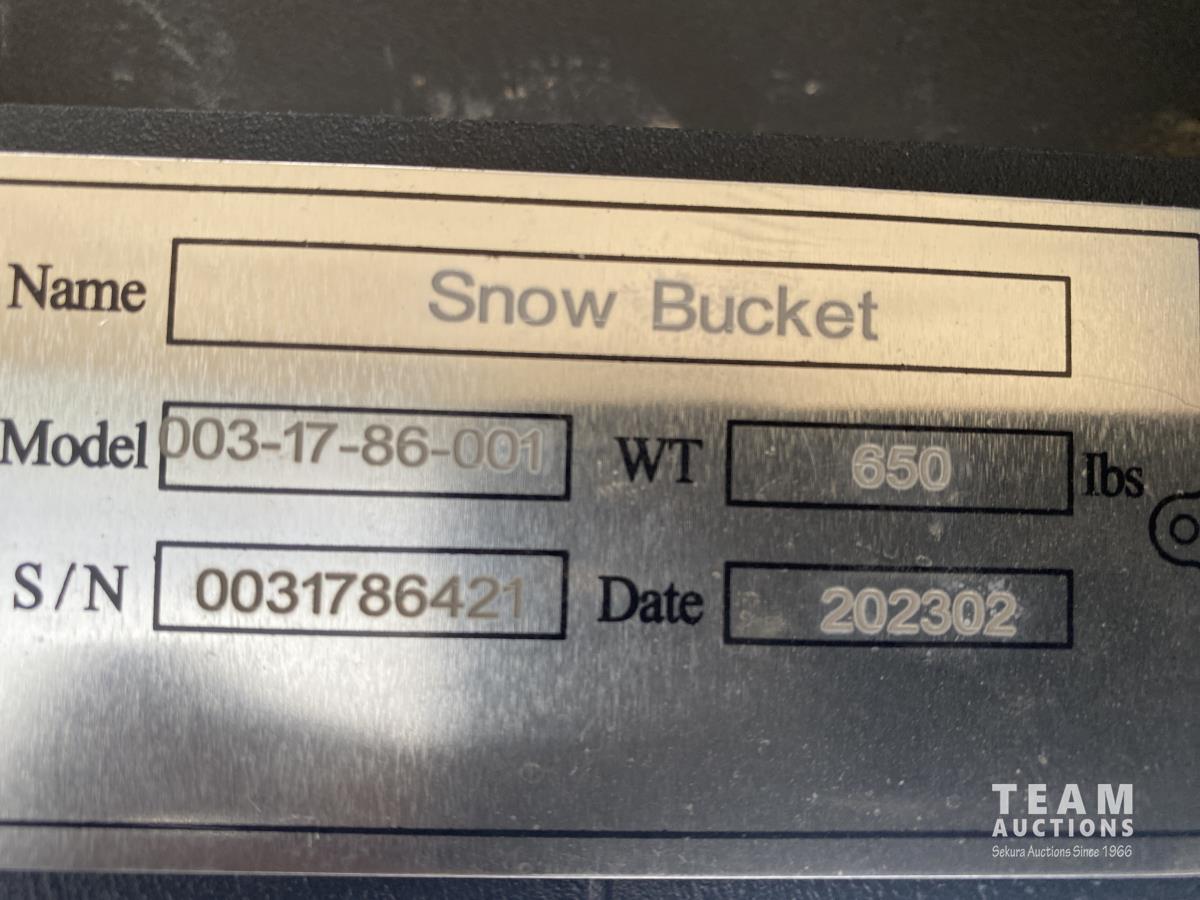 Name Snow Bucket
Model 003-17-86-001 WT 650 lbs
S/N 0031786421 Date 202302
TEAM
AUCTIONS
Sekura Auctions Since 1966